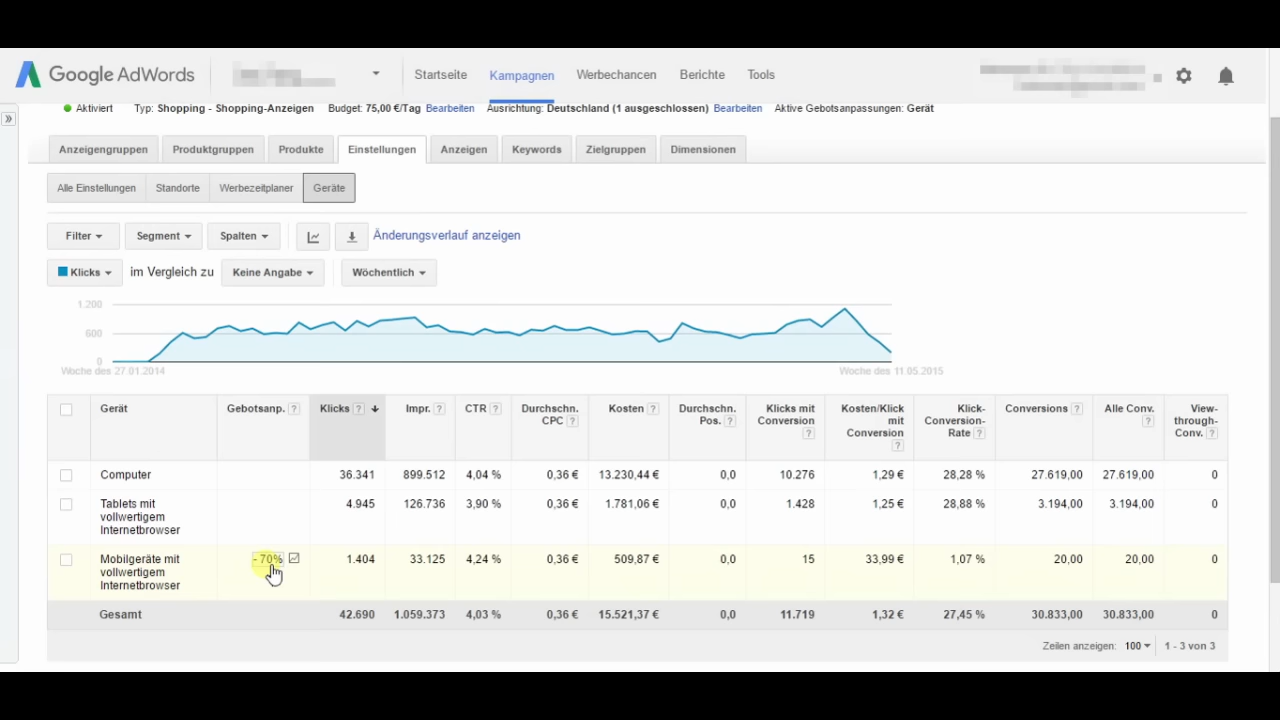 Google AdWords
Startseite Kampagnen Werbechancen Berichte Tools
Aktiviert Typ: Shopping - Shopping-Anzeigen Budget: 75,00 €/Tag Bearbeiten Ausrichtung: Deutschland (1 ausgeschlossen) Bearbeiten Aktive Gebotsanpassungen: Gerät
»
Anzeigengruppen Produktgruppen Produkte Einstellungen Anzeigen Keywords Zielgruppen Dimensionen
Alle Einstellungen Standorte Werbezeitplaner Geräte
Filter Segment Spalten Änderungsverlauf anzeigen
Klicks im Vergleich zu Keine Angabe Wöchentlich
1.200
600
0
Woche des 27.01.2014 Woche des 11.05.2015
Gerät Gebotsanp. ? Klicks ? Impr. ? CTR ? Durchschn. CPC ? Kosten ? Durchschn. Pos. ? Klicks mit Conversion ? Kosten/Klick mit Conversion ? Klick-Conversion-Rate ? Conversions ? Alle Conv. ? View-through-Conv. ?
Computer 36.341 899.512 4,04 % 0,36 € 13.230,44 € 0,0 10.276 1,29 € 28,28 % 27.619,00 27.619,00 0
Tablets mit 4.945 126.736 3,90 % 0,36 € 1.781,06 € 0,0 1.428 1,25 € 28,88 % 3.194,00 3.194,00 0
vollwertigem
Internetbrowser
Mobilgeräte mit - 70% 1.404 33.125 4,24 % 0,36 € 509,87 € 0,0 15 33,99 € 1,07 % 20,00 20,00 0
vollwertigem
Internetbrowser
Gesamt 42.690 1.059.373 4,03 % 0,36 € 15.521,37 € 0,0 11.719 1,32 € 27,45 % 30.833,00 30.833,00 0
Zeilen anzeigen: 100 1 - 3 von 3